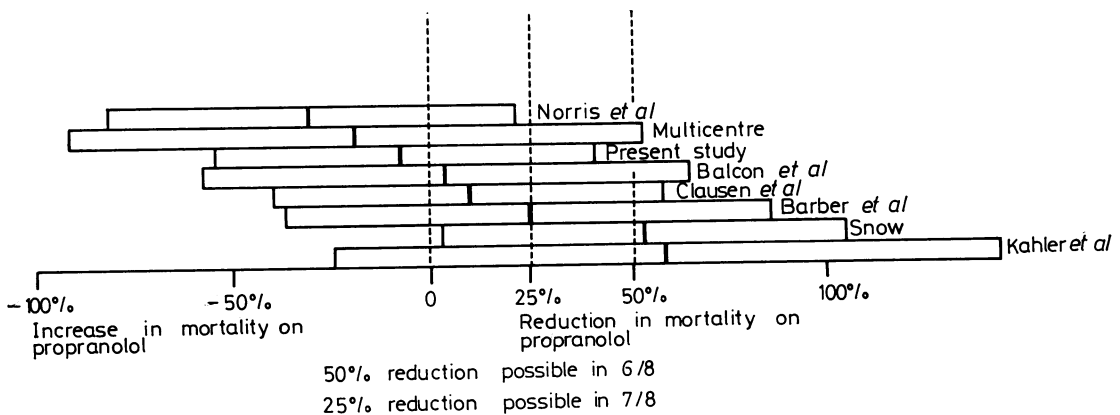 Norris et al
Multicentre
Present study
Balcon et al
Clausen et al
Barber et al
Snow
Kahler et al
-100% -50% 0 25% 50% 100%
Increase in mortality on
propranolol
Reduction in mortality on
propranolol
50% reduction possible in 6/8
25% reduction possible in 7/8